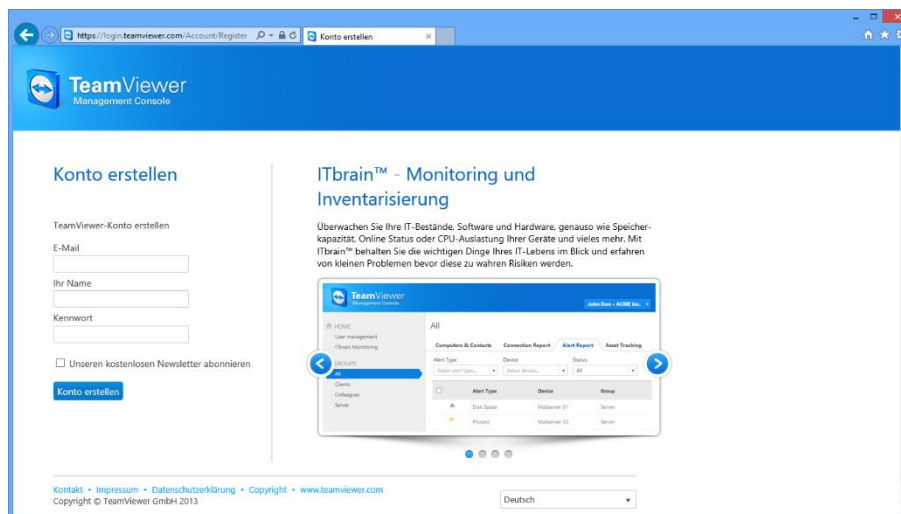 https://login.teamviewer.com/Account/Register
Konto erstellen
TeamViewer
Management Console
Konto erstellen
TeamViewer-Konto erstellen
E-Mail
Ihr Name
Kennwort
Unseren kostenlosen Newsletter abonnieren
Konto erstellen
ITbrain™ - Monitoring und
Inventarisierung
Überwachen Sie Ihre IT-Bestände, Software und Hardware, genauso wie Speicher-
kapazität, Online Status oder CPU-Auslastung Ihrer Geräte und vieles mehr. Mit
ITbrain™ behalten Sie die wichtigen Dinge Ihres IT-Lebens im Blick und erfahren
von kleinen Problemen bevor diese zu wahren Risiken werden.
TeamViewer
Management Console
John Doe - ACME Inc.
HOME
User management
ITbrain Monitoring
GROUPS
All
Clients
Colleagues
Server
All
Computers & Contacts Connection Report Alert Report Asset Tracking
Alert Type Device Status
Select alert type... Select device... All
Alert Type Device Group
Disk Space Mailserver 01 Server
Process Mailserver 02 Server
Kontakt • Impressum • Datenschutzerklärung • Copyright • www.teamviewer.com
Copyright © TeamViewer GmbH 2013
Deutsch